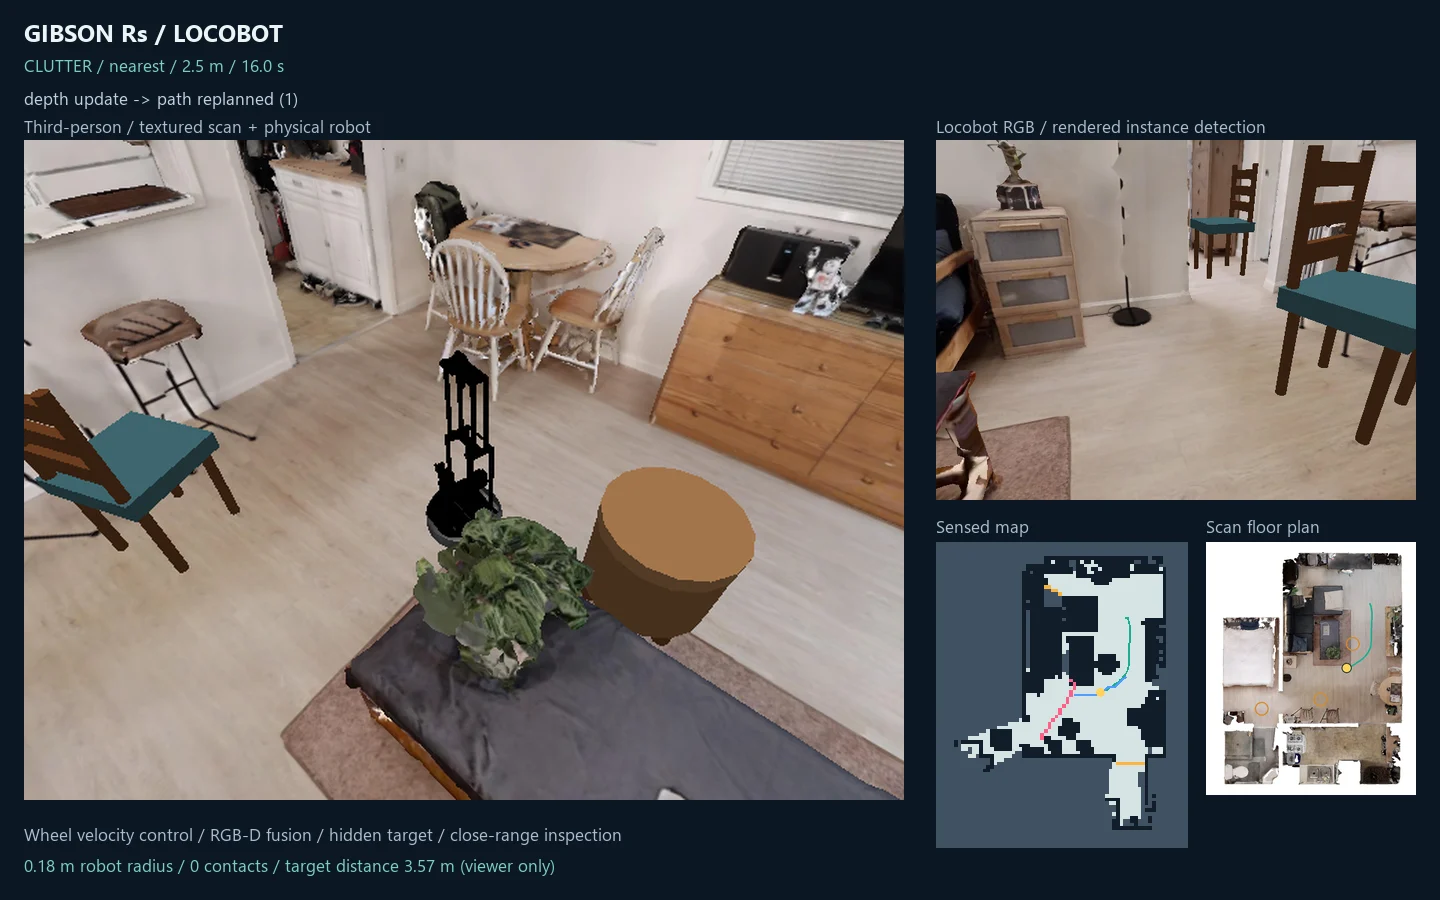 GIBSON Rs / LOCOBOT
CLUTTER / nearest / 2.5 m / 16.0 s
depth update -> path replanned (1)
Third-person / textured scan + physical robot
Locobot RGB / rendered instance detection
Sensed map
Scan floor plan
Wheel velocity control / RGB-D fusion / hidden target / close-range inspection
0.18 m robot radius / 0 contacts / target distance 3.57 m (viewer only)